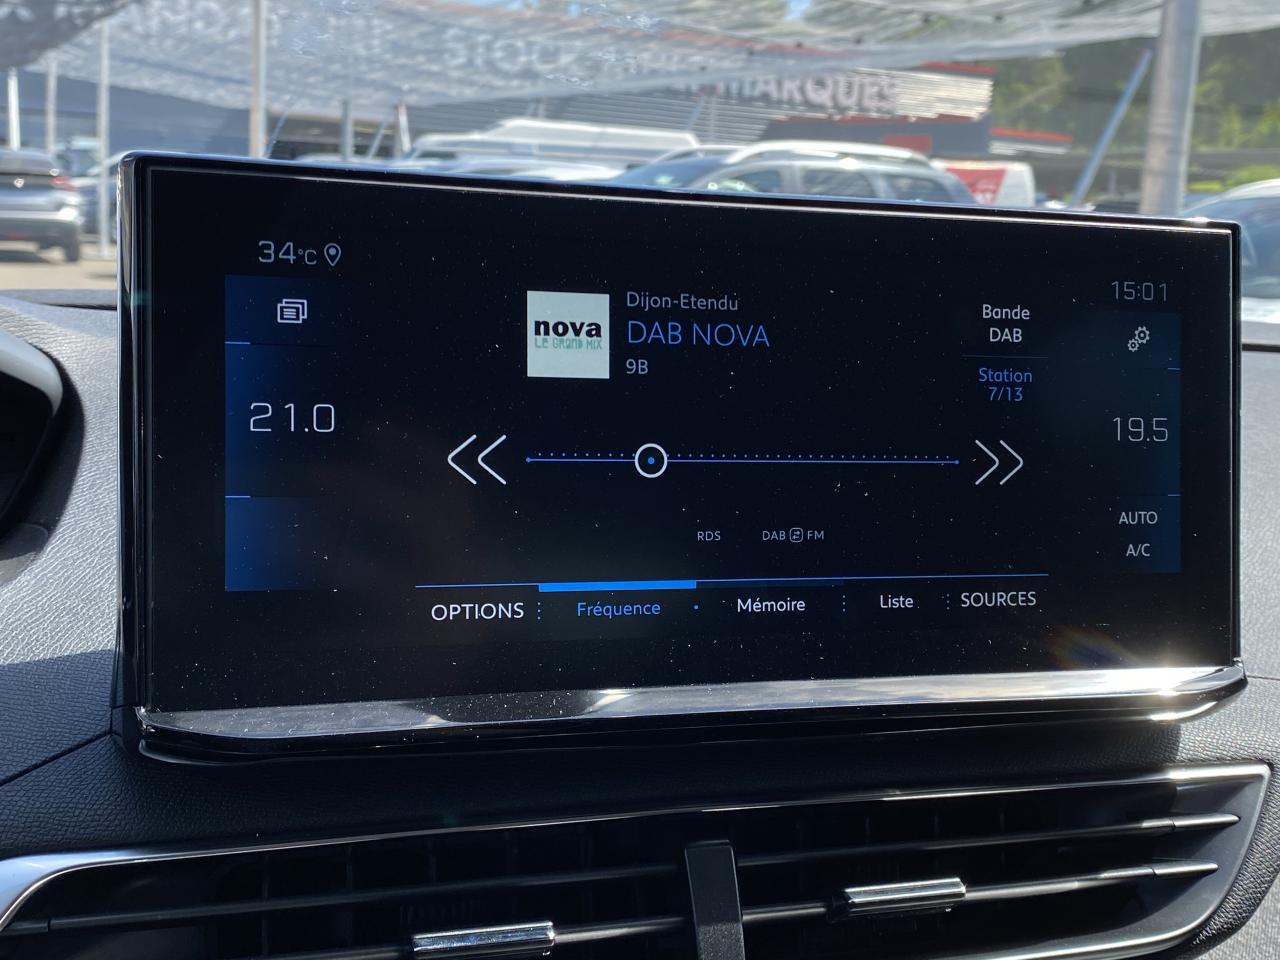 MARQUES
34°C
15:01
nova
LE GRAND MIX
Dijon-Etendu
DAB NOVA
9B
Bande
DAB
Station
7/13
21.0
19.5
RDS
DAB FM
AUTO
A/C
OPTIONS
Fréquence
Mémoire
Liste
SOURCES